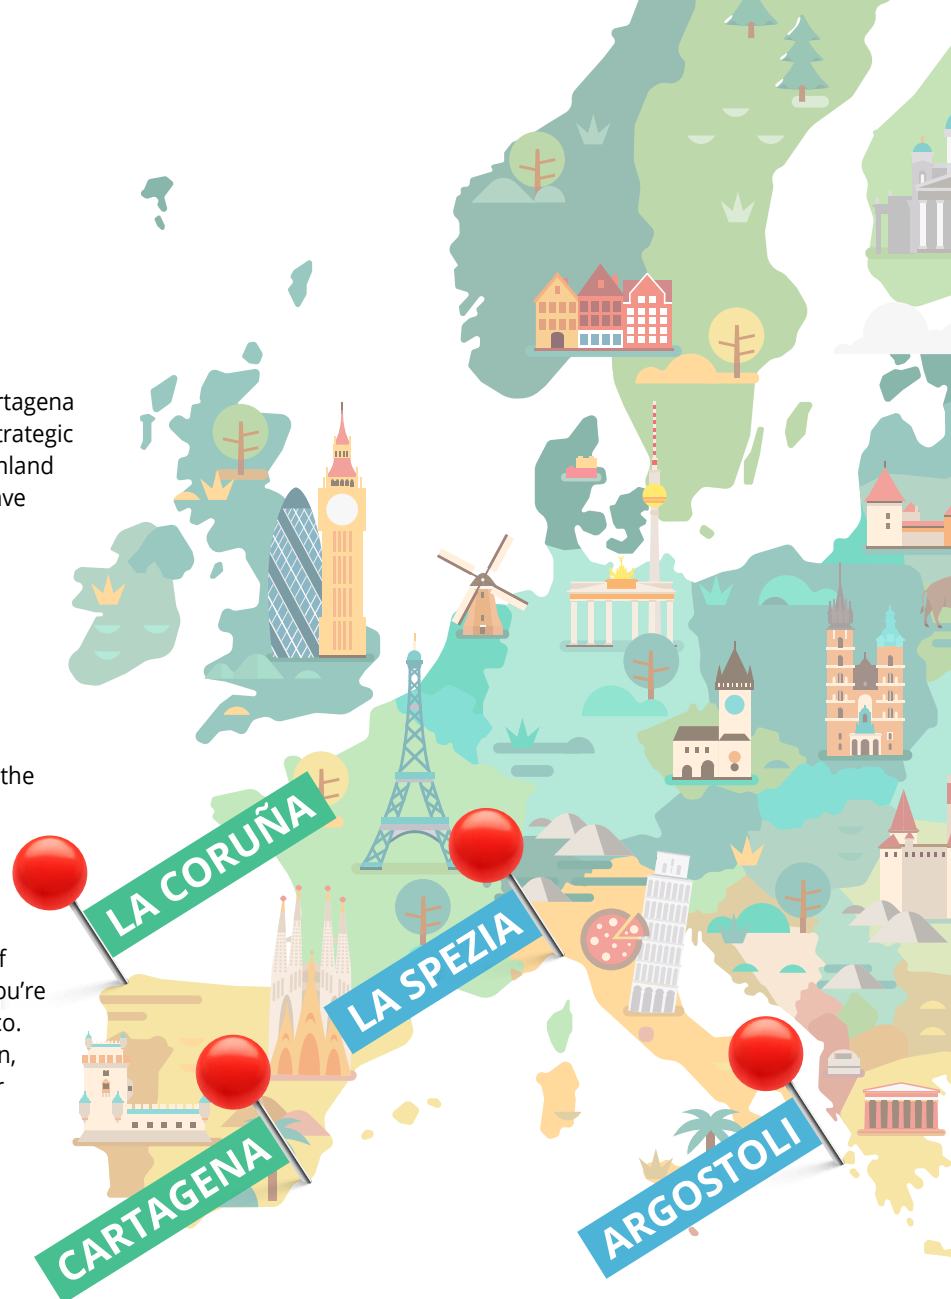 rtagena
trategic
nland
ave
the
LA CORUÑA
LA SPEZIA
f
ou're
to.
n,
r
CARTAGENA
ARGOSTOLI